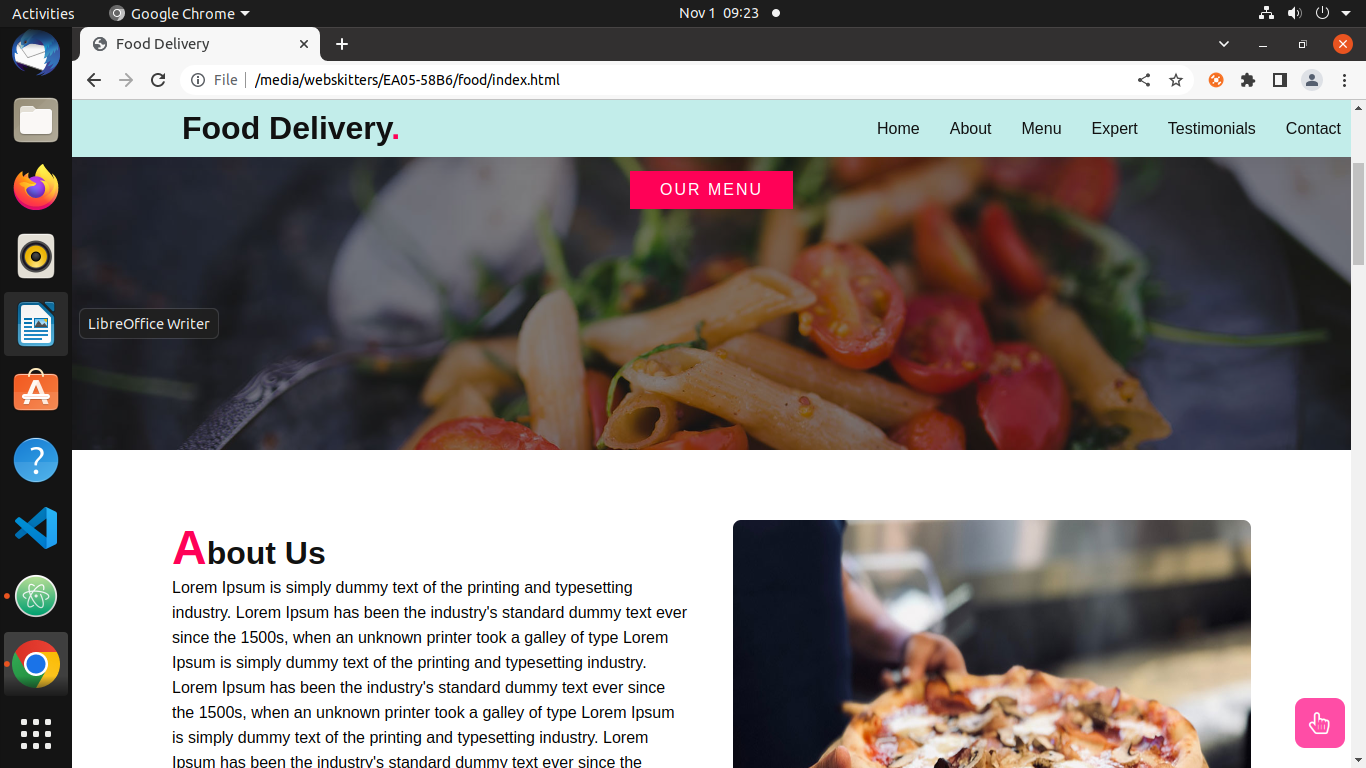 Activities
Google Chrome
Nov 1 09:23
Food Delivery
File
/media/webskitters/EA05-58B6/food/index.html
Food Delivery.
Home
About
Menu
Expert
Testimonials
Contact
OUR MENU
LibreOffice Writer
About Us
Lorem Ipsum is simply dummy text of the printing and typesetting
industry. Lorem Ipsum has been the industry's standard dummy text ever
since the 1500s, when an unknown printer took a galley of type Lorem
Ipsum is simply dummy text of the printing and typesetting industry.
Lorem Ipsum has been the industry's standard dummy text ever since
the 1500s, when an unknown printer took a galley of type Lorem Ipsum
is simply dummy text of the printing and typesetting industry. Lorem
Ipsum has been the industry's standard dummy text ever since the